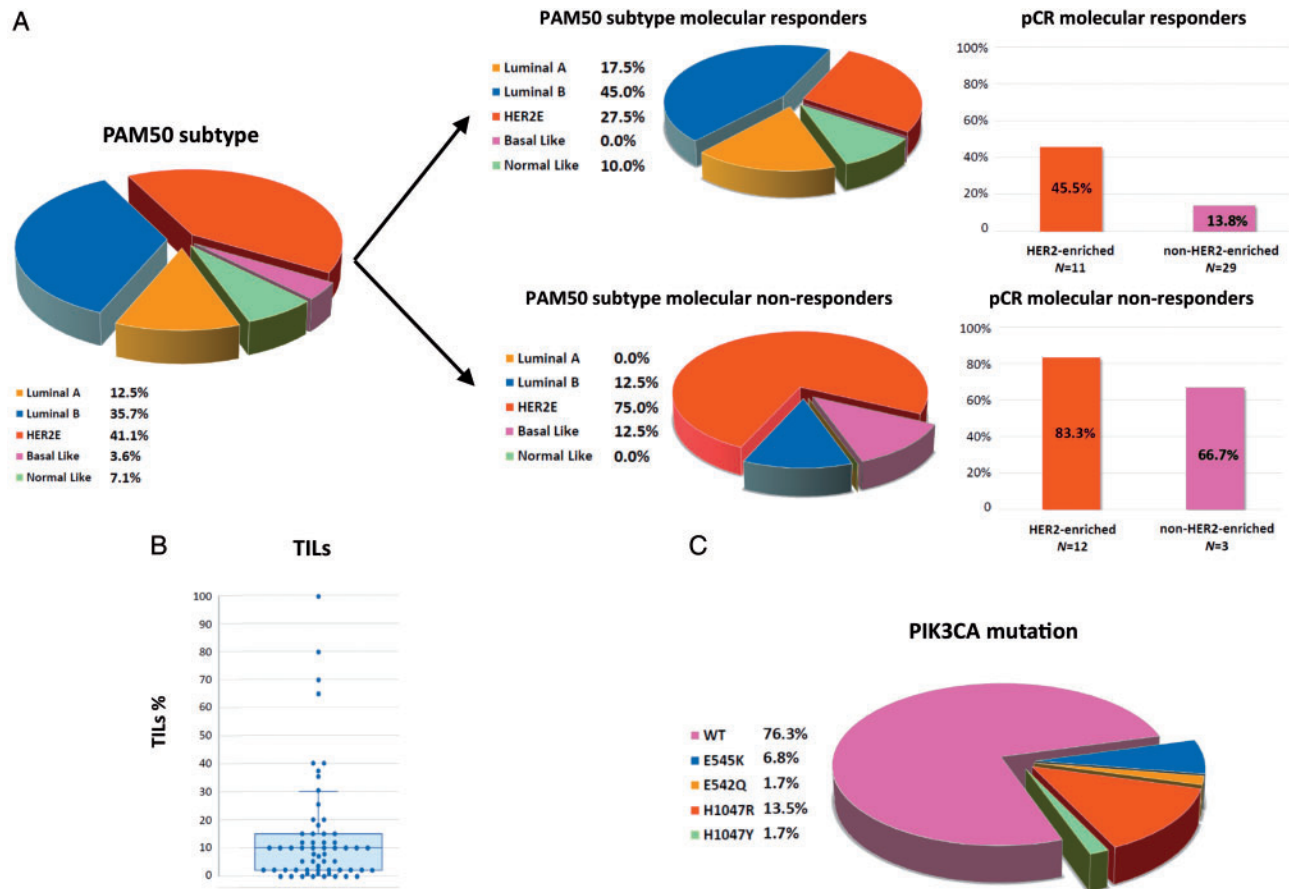 A
PAM50 subtype
Luminal A 12.5%
Luminal B 35.7%
HER2E 41.1%
Basal Like 3.6%
Normal Like 7.1%
PAM50 subtype molecular responders
Luminal A 17.5%
Luminal B 45.0%
HER2E 27.5%
Basal Like 0.0%
Normal Like 10.0%
pCR molecular responders
100%
80%
60%
40%
20%
0
45.5%
13.8%
HER2-enriched non-HER2-enriched
N=11 N=29
PAM50 subtype molecular non-responders
Luminal A 0.0%
Luminal B 12.5%
HER2E 75.0%
Basal Like 12.5%
Normal Like 0.0%
pCR molecular non-responders
100%
80%
60%
40%
20%
0
83.3%
66.7%
HER2-enriched non-HER2-enriched
N=12 N=3
B
TILs
TILs %
100
90
80
70
60
50
40
30
20
10
0
C
PIK3CA mutation
WT 76.3%
E545K 6.8%
E542Q 1.7%
H1047R 13.5%
H1047Y 1.7%